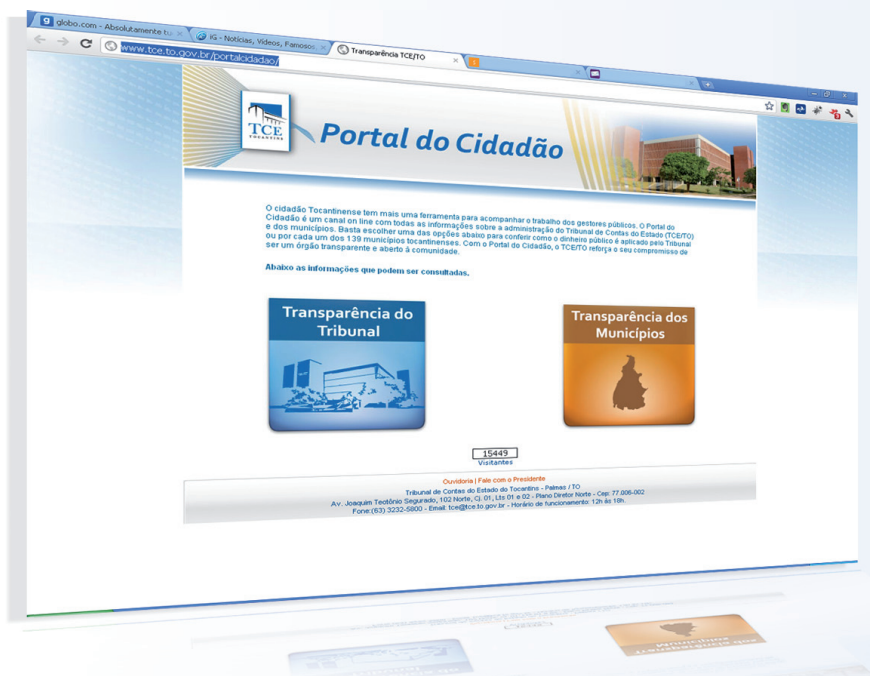 globo.com - Absolutamente tu
iG - Notícias, Vídeos, Famosos
Transparência TCE/TO
www.tce.to.gov.br/portalcidadao/
TCE
TOCANTINS
Portal do Cidadão
O cidadão Tocantinense tem mais uma ferramenta para acompanhar o trabalho dos gestores públicos. O Portal do
Cidadão é um canal on line com todas as informações sobre a administração do Tribunal de Contas do Estado (TCE/TO)
e dos municípios. Basta escolher uma das opções abaixo para conferir como o dinheiro público é aplicado pelo Tribunal
ou por cada um dos 139 municípios tocantinenses. Com o Portal do Cidadão, o TCE/TO reforça o seu compromisso de
ser um órgão transparente e aberto à comunidade.
Abaixo as informações que podem ser consultadas.
Transparência do
Tribunal
Transparência dos
Municípios
15449
Visitantes
Ouvidoria | Fale com o Presidente
Tribunal de Contas do Estado do Tocantins - Palmas / TO
Av. Joaquim Teotônio Segurado, 102 Norte, Cj. 01, Lts 01 e 02 - Plano Diretor Norte - Cep: 77.006-002
Fone:(63) 3232-5800 - Email: tce@tce.to.gov.br - Horário de funcionamento: 12h às 18h.